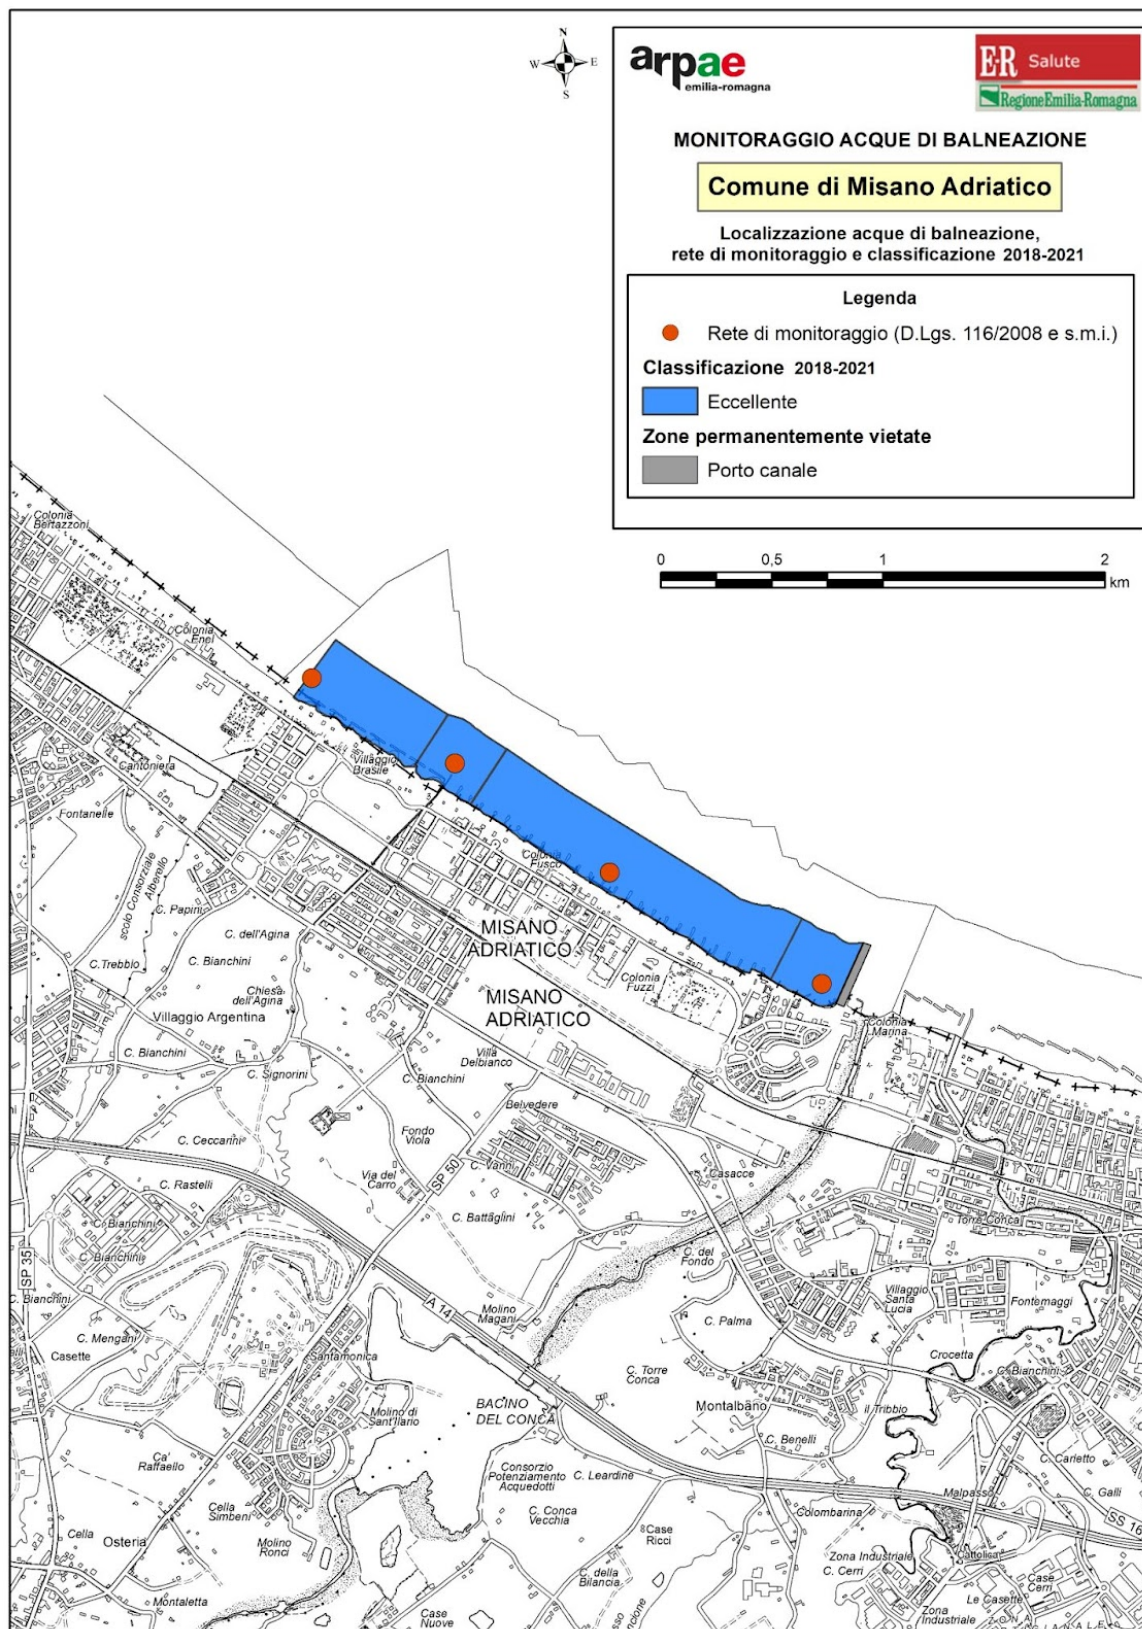 N
W E
S
arpae
emilia-romagna
E-R Salute
RegioneEmilia-Romagna
MONITORAGGIO ACQUE DI BALNEAZIONE
Comune di Misano Adriatico
Localizzazione acque di balneazione,
rete di monitoraggio e classificazione 2018-2021
Legenda
Rete di monitoraggio (D.Lgs. 116/2008 e s.m.i.)
Classificazione 2018-2021
Eccellente
Zone permanentemente vietate
Porto canale
0 0,5 1 2
km
Colonia
Bertazzoni
Colonia
Enel
Cantoniera
Villaggio
Brasile
Fontanelle
scolo Consorziale
Alberello
C. Papini
Colonia
Fusco
C. dell'Agina
MISANO
ADRIATICO
C. Trebbio
C. Bianchini
Colonia
Fuzzi
Chiesa
dell'Agina
MISANO
ADRIATICO
Villaggio Argentina
Colonia
Marina
C. Bianchini
Villa
Delbianco
C. Signorini
C. Bianchini
Belvedere
C. Ceccarini
Fondo
Viola
C. Vanni
SP 50
Via del
Carro
Casacce
C. Rastelli
C. Battaglini
C. Bianchini
C. Bianchini
Torre Conca
C. del
Fondo
SP 35
C. Bianchini
A 14
Villaggio
Santa
Lucia
Fontemaggi
Molino
Magani
C. Palma
C. Mengani
Casette
Santamonica
Crocetta
C. Torre
Conca
C. Bianchini
Molino di
Sant'Ilario
BACINO
DEL CONCA
Montalbano
il Tribbio
C. Benelli
Ca'
Raffaello
Consorzio
Potenziamento
Acquedotti
C. Leardine
C. Carletto
Cella
Simbeni
C. Conca
Vecchia
Malpasso
C. Galli
Colombarina
SS 16
Cella
Osteria
Molino
Ronci
Case
Ricci
Zona Industriale
C. Cerri
Cattolica
C. della
Bilancia
Case
Cerri
Montaletta
Le Casette
Case
Nuove
Zona
Industriale